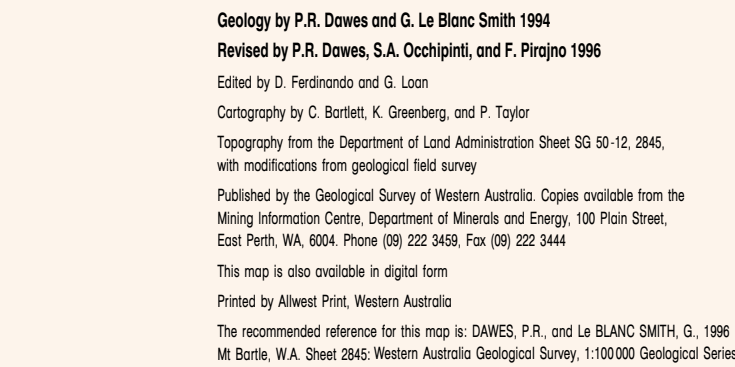 Geology by P.R. Dawes and G. Le Blanc Smith 1994
Revised by P.R. Dawes, S.A. Occhipinti, and F. Pirajno 1996
Edited by D. Ferdinando and G. Loan
Cartography by C. Bartlett, K. Greenberg, and P. Taylor
Topography from the Department of Land Administration Sheet SG 50-12, 2845,
with modifications from geological field survey
Published by the Geological Survey of Western Australia. Copies available from the
Mining Information Centre, Department of Minerals and Energy, 100 Plain Street,
East Perth, WA, 6004. Phone (09) 222 3459, Fax (09) 222 3444
This map is also available in digital form
Printed by Allwest Print, Western Australia
The recommended reference for this map is: DAWES, P.R., and Le BLANC SMITH, G., 1996
Mt Bartle, W.A. Sheet 2845: Western Australia Geological Survey, 1:100 000 Geological Series